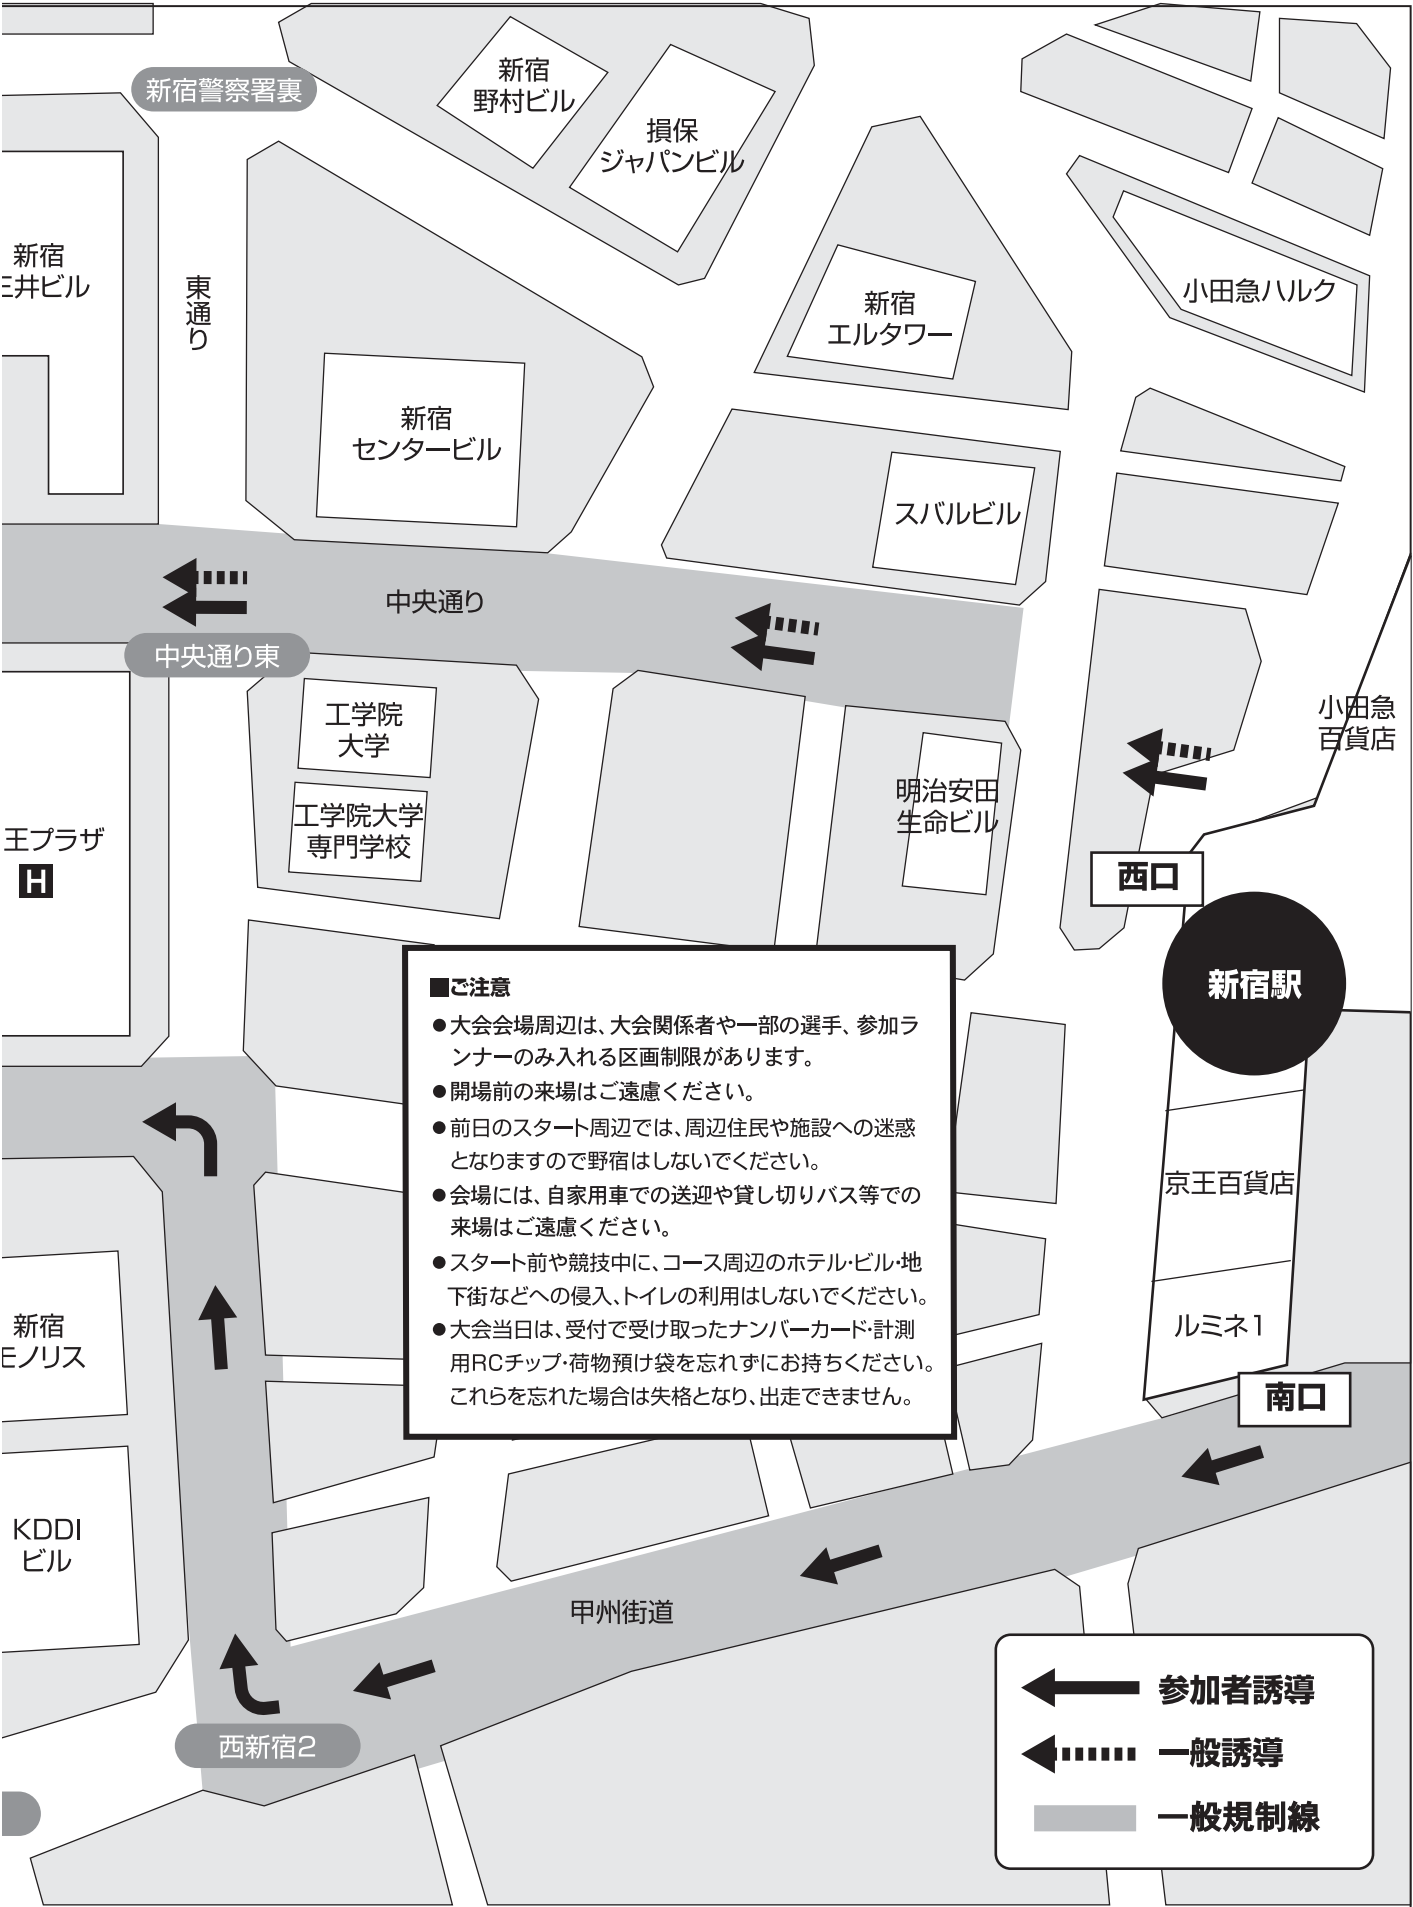 新宿警察署裏
新宿
野村ビル
損保
ジャパンビル
新宿
三井ビル
東通り
小田急ハルク
新宿
エルタワー
新宿
センタービル
スバルビル
中央通り
中央通り東
工学院
大学
工学院大学
専門学校
小田急
百貨店
明治安田
生命ビル
王プラザ
H
西口
新宿駅
■ご注意
●大会会場周辺は、大会関係者や一部の選手、参加ラ
ンナーのみ入れる区画制限があります。
●開場前の来場はご遠慮ください。
●前日のスタート周辺では、周辺住民や施設への迷惑
となりますので野宿はしないでください。
●会場には、自家用車での送迎や貸し切りバス等での
来場はご遠慮ください。
●スタート前や競技中に、コース周辺のホテル・ビル・地
下街などへの侵入、トイレの利用はしないでください。
●大会当日は、受付で受け取ったナンバーカード・計測
用RCチップ・荷物預け袋を忘れずにお持ちください。
これらを忘れた場合は失格となり、出走できません。
京王百貨店
ルミネ1
南口
新宿
モノリス
KDDI
ビル
甲州街道
西新宿2
参加者誘導
一般誘導
一般規制線